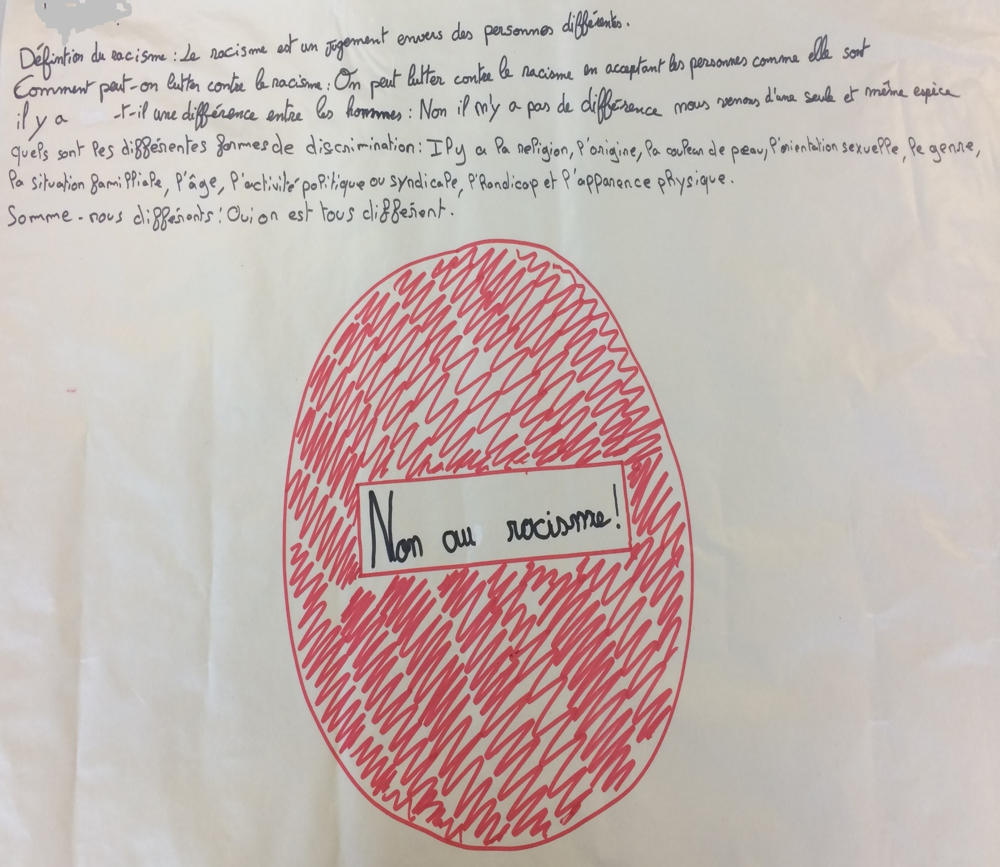 Défintion du racisme : Le racisme est un jugement envers des personnes différentes.
Comment peut-on lutter contre le racisme : On peut lutter contre le racisme en acceptant les personnes comme elle sont
il y a -t-il une différence entre les hommes : Non il n'y a pas de différence nous venons d'une seule et même espèce
quels sont les différentes formes de discrimination : Il y a la religion, l'origine, la couleur de peau, l'orientation sexuelle, le genre,
la situation familliale, l'âge, l'activité politique ou syndicale, l'handicap et l'apparence physique.
Somme-nous différents : Oui on est tous différent.
Non au racisme !